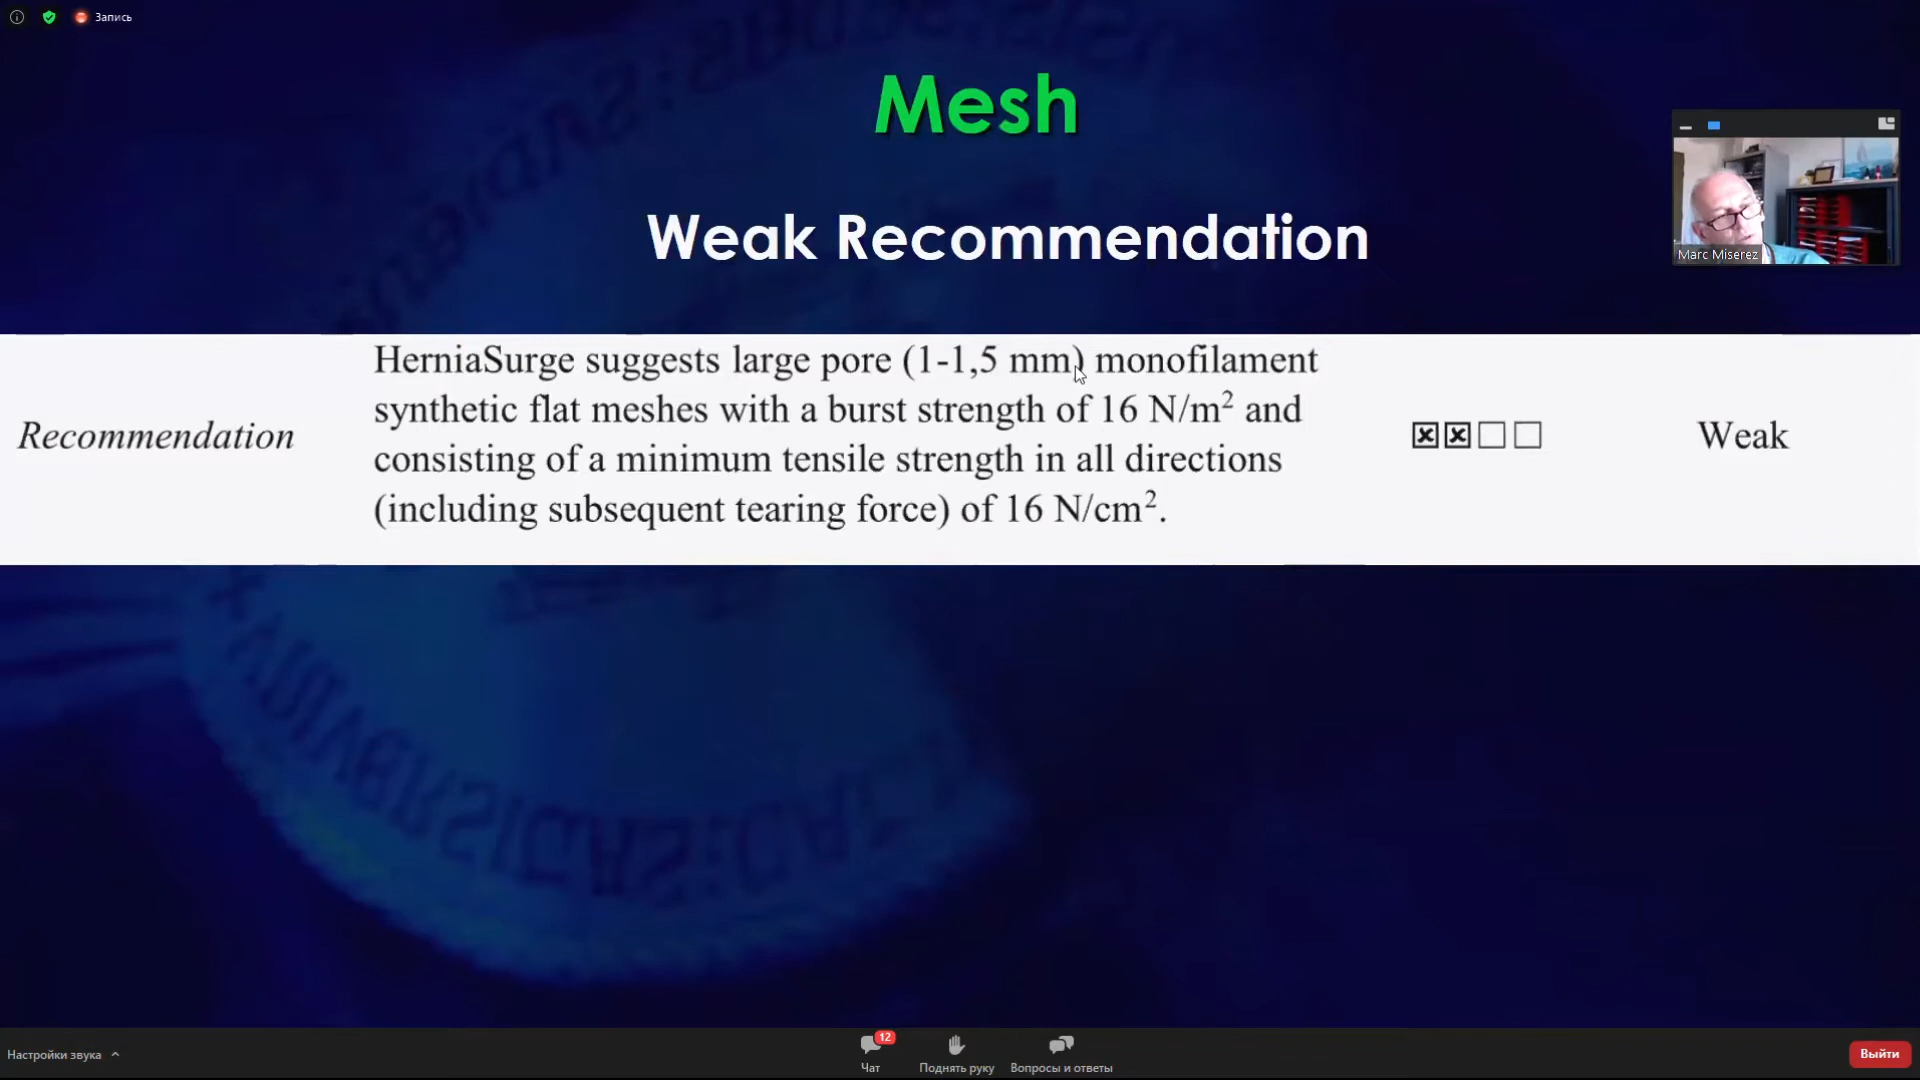 Запись
Mesh
Weak Recommendation
Marc Miserez
HerniaSurge suggests large pore (1-1,5 mm) monofilament
synthetic flat meshes with a burst strength of 16 N/m² and
Recommendation
Weak
consisting of a minimum tensile strength in all directions
(including subsequent tearing force) of 16 N/cm².
Настройки звука
12
Чат
Поднять руку
Вопросы и ответы
Выйти